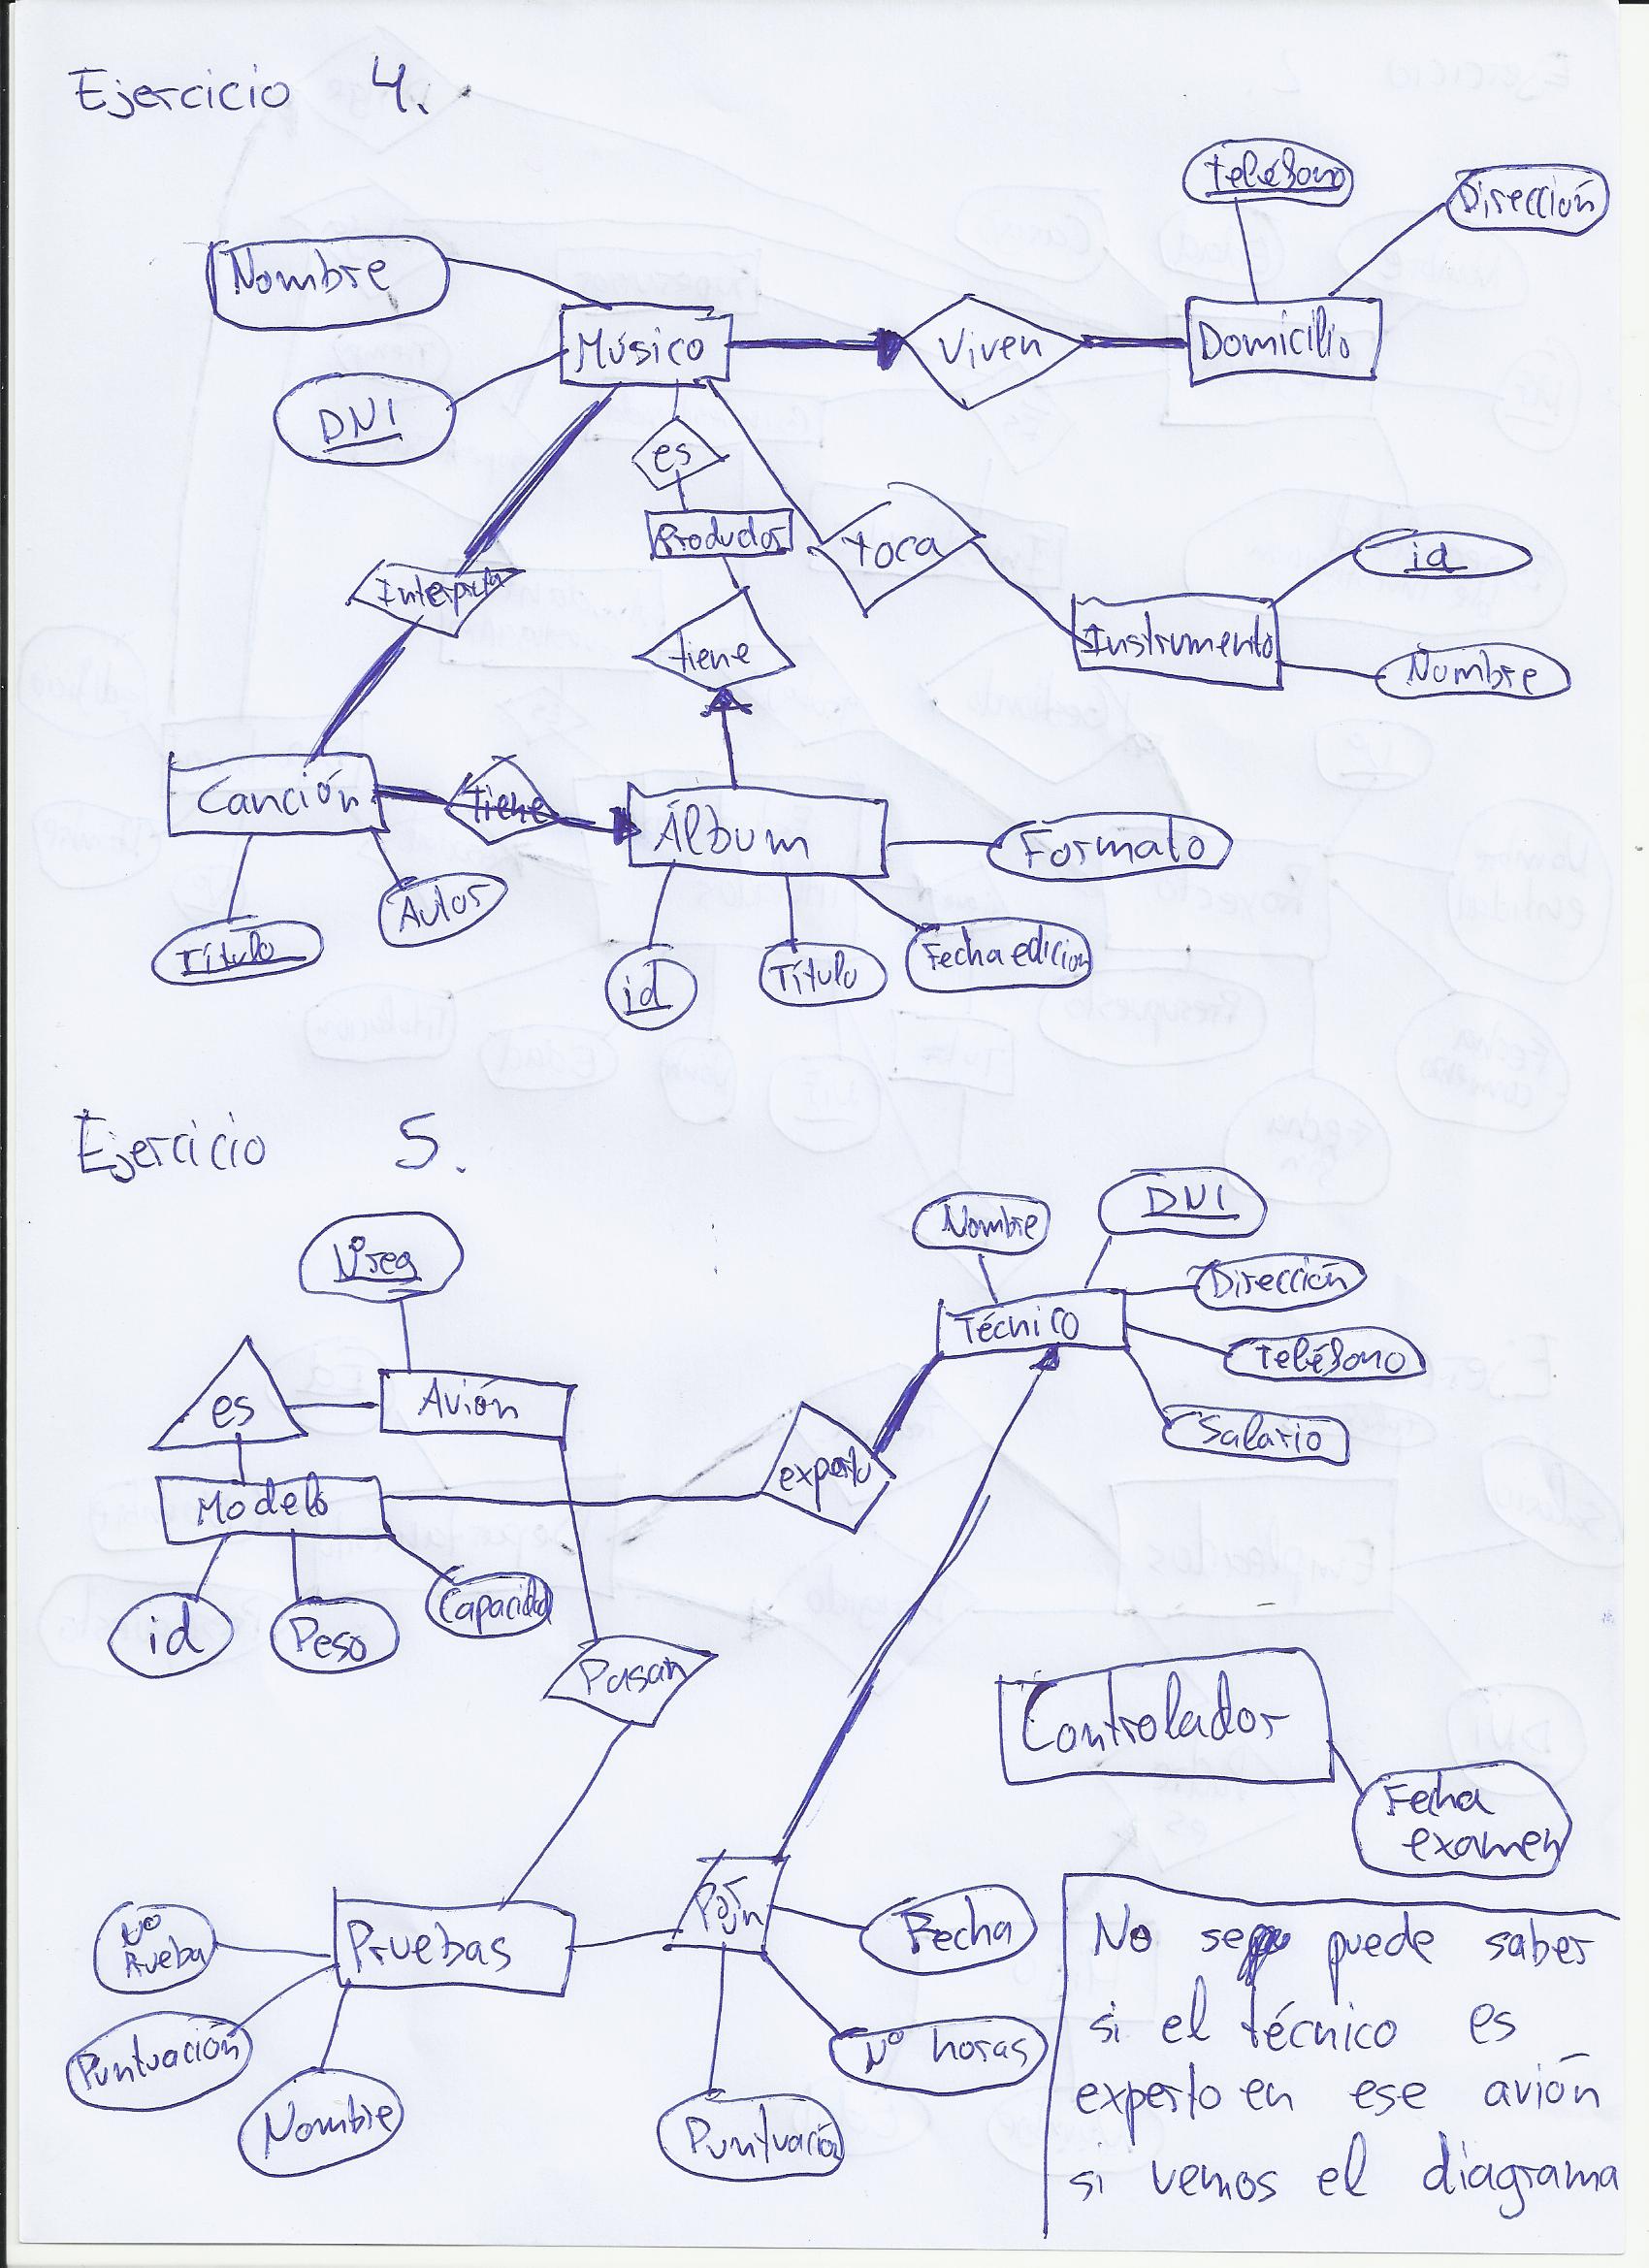 Ejercicio 4.
Teléfono
Dirección
Nombre
Músico
Viven
Domicilio
DNI
es
Productor
toca
id
Interpreta
tiene
Instrumento
Nombre
Canción
tiene
Álbum
Formato
Autor
Título
id
Título
Fecha edicion
Ejercicio 5.
DNI
Nombre
Nºreg
Dirección
Técnico
Teléfono
es
Avión
Salario
experto
Modelo
Capacidad
id
Peso
Pasan
Controlador
Fecha
examen
Nº
Prueba
Pruebas
Fecha
Puntuación
Nº horas
Nombre
Puntuación
No se puede saber
si el técnico es
experto en ese avión
si vemos el diagrama